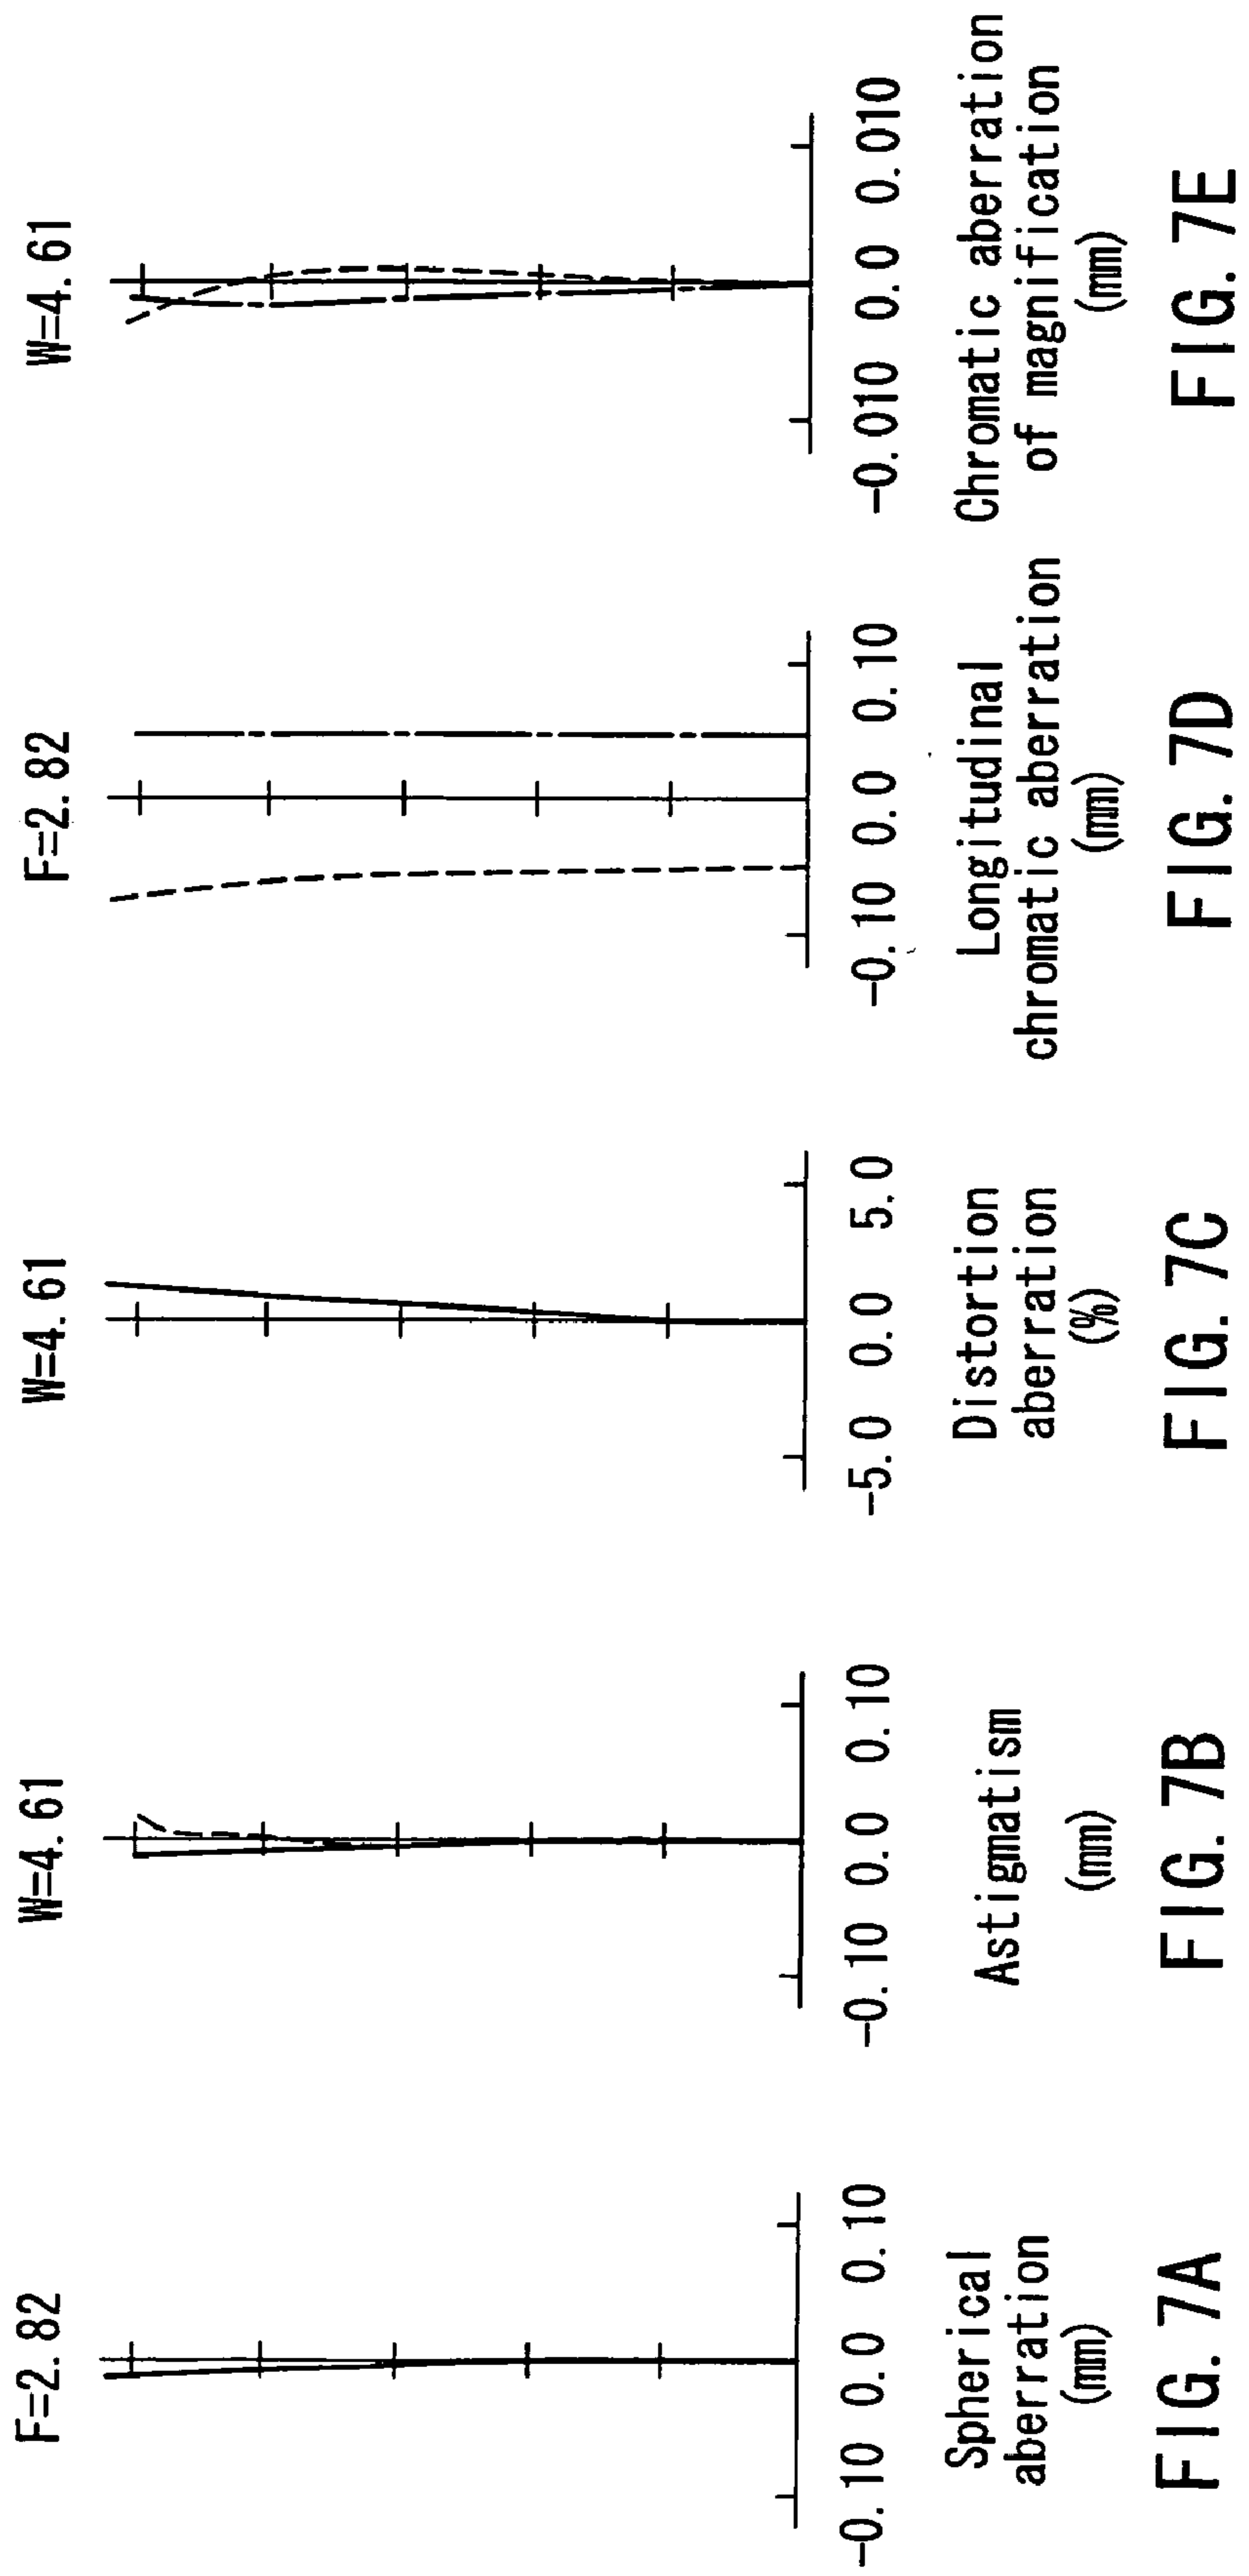 F=2.82
-0.10 0.0 0.10
Spherical
aberration
(mm)
FIG. 7A
W=4.61
-0.10 0.0 0.10
Astigmatism
(mm)
FIG. 7B
W=4.61
-5.0 0.0 5.0
Distortion
aberration
(%)
FIG. 7C
F=2.82
-0.10 0.0 0.10
Longitudinal
chromatic aberration
(mm)
FIG. 7D
W=4.61
-0.010 0.0 0.010
Chromatic aberration
of magnification
(mm)
FIG. 7E